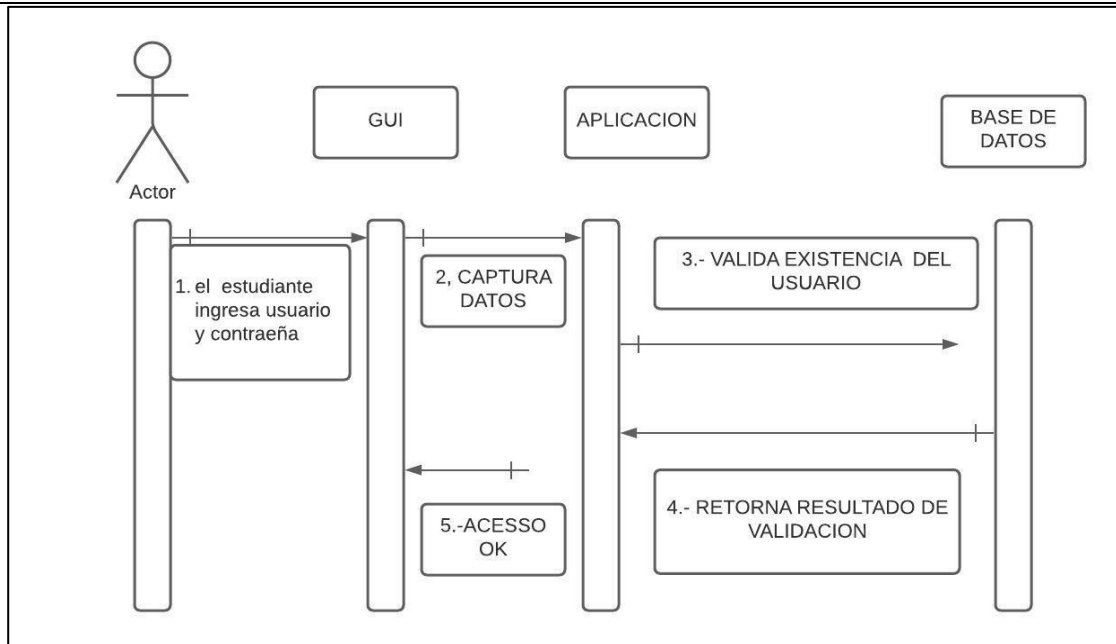 Actor
GUI
APLICACION
BASE DE
DATOS
1. el estudiante
ingresa usuario
y contraeña
2, CAPTURA
DATOS
3.- VALIDA EXISTENCIA DEL
USUARIO
4.- RETORNA RESULTADO DE
VALIDACION
5.-ACESSO
OK